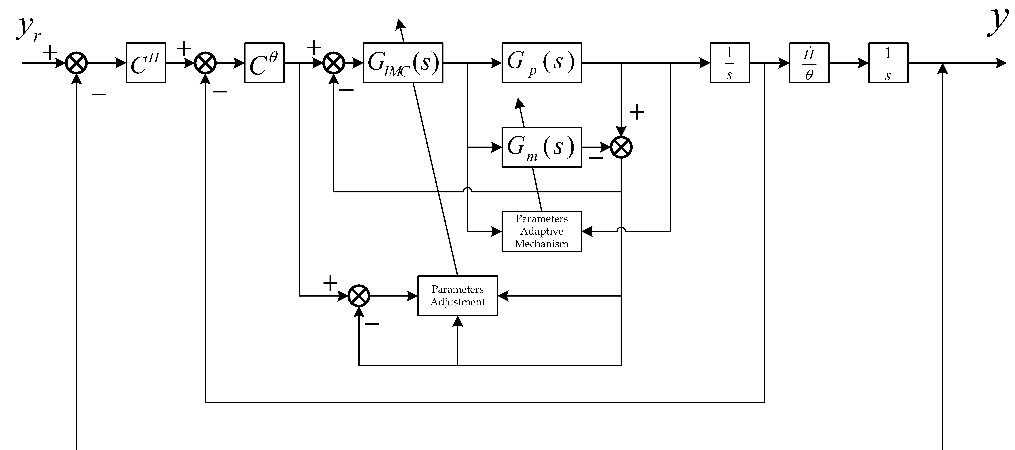 y_r
y
+ − C^H + − C^θ + − G_IMC(s) G_p(s) 1/s Ḣ/θ 1/s
+
G_m(s) −
Parameters
Adaptive
Mechanism
+
−
Parameters
Adjustment